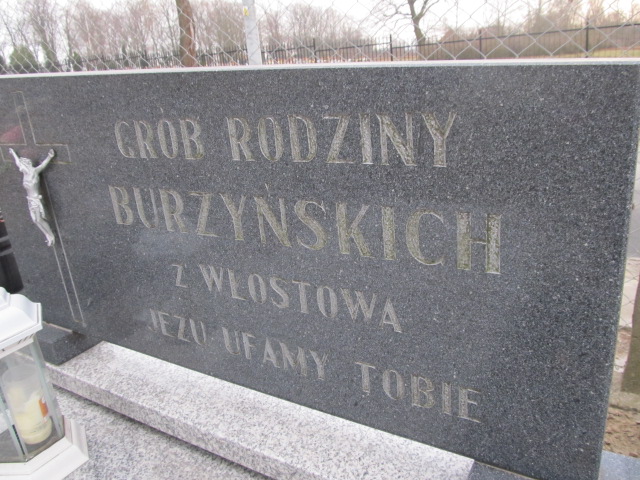 GRÓB RODZINY
BURZYŃSKICH
Z WŁOSTOWA
JEZU UFAMY TOBIE